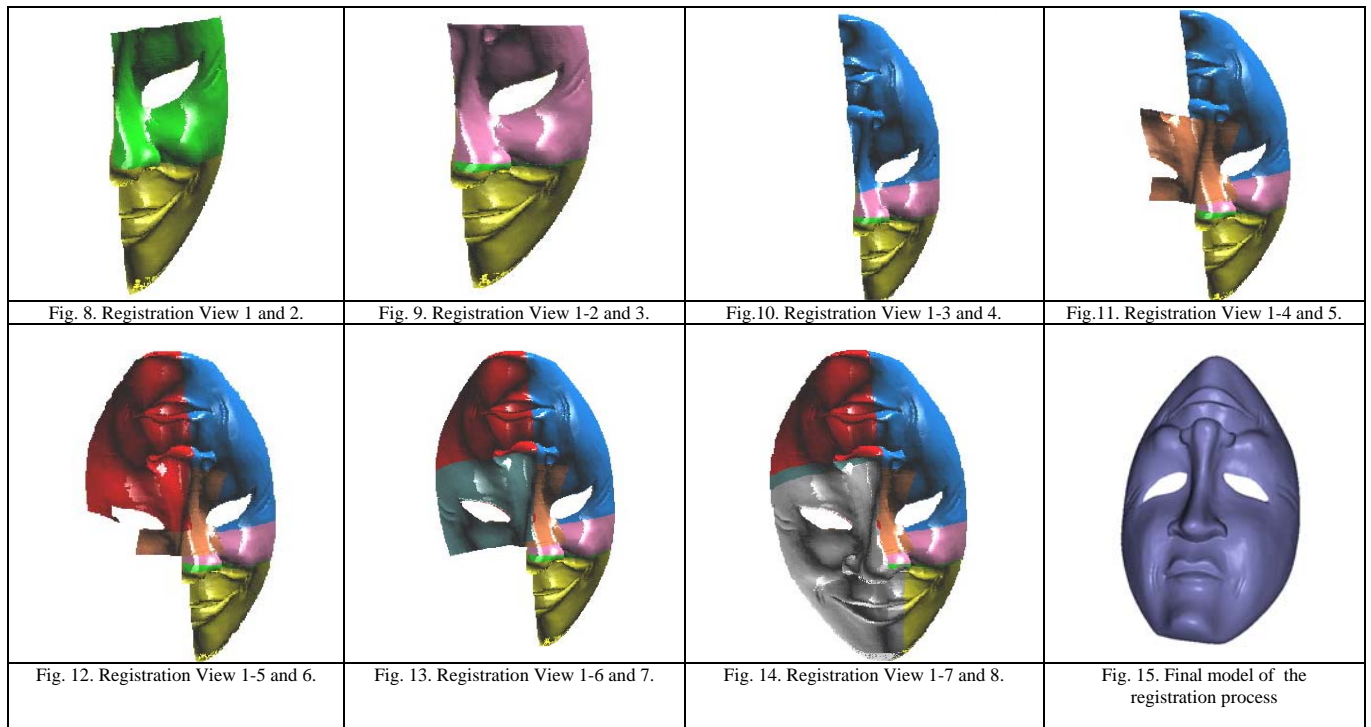 Fig. 8. Registration View 1 and 2.
Fig. 9. Registration View 1-2 and 3.
Fig.10. Registration View 1-3 and 4.
Fig.11. Registration View 1-4 and 5.
Fig. 12. Registration View 1-5 and 6.
Fig. 13. Registration View 1-6 and 7.
Fig. 14. Registration View 1-7 and 8.
Fig. 15. Final model of the
registration process